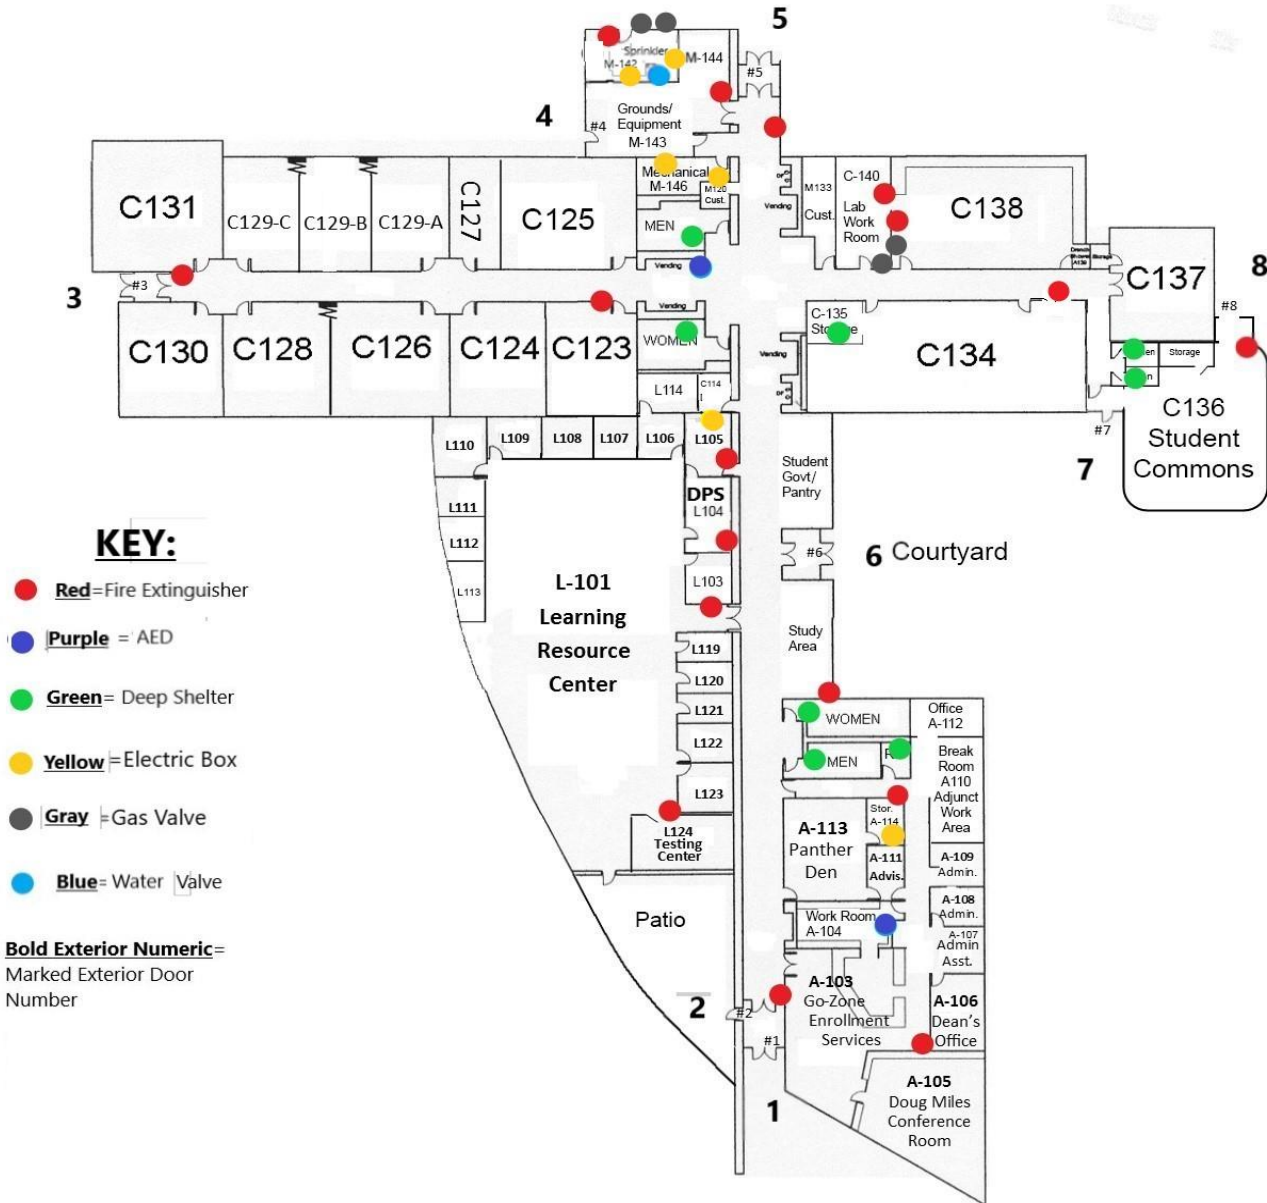 5
#5
Sprinkler
M-142
M-144
4
#4
Grounds/
Equipment
M-143
C131
C129-C
C129-B
C129-A
C127
C125
Mechanical
M-146
M120
Cust.
MEN
Vending
Vending
Vending
DF
M133
Cust.
C-140
Lab
Work
Room
C138
Storage
C137
8
#8
3
#3
C130
C128
C126
C124
C123
WOMEN
L114
C114
Vending
DF
C-135
C134
Storage
C136
Student
Commons
#7
7
L110
L109
L108
L107
L106
L105
L111
L112
L113
DPS
L104
L103
Student
Govt/
Pantry
#6
6 Courtyard
Study
Area
L-101
Learning
Resource
Center
L119
L120
L121
L122
L123
L124
Testing
Center
Patio
2
#2
#1
1
WOMEN
MEN
Office
A-112
Break
Room
A110
Adjunct
Work
Area
Stor.
A-114
A-113
Panther
Den
A-111
Advis.
A-109
Admin.
A-108
Admin.
A-107
Admin
Asst.
Work Room
A-104
A-103
Go-Zone
Enrollment
Services
A-106
Dean's
Office
A-105
Doug Miles
Conference
Room
KEY:
Red=Fire Extinguisher
Purple = AED
Green= Deep Shelter
Yellow=Electric Box
Gray =Gas Valve
Blue= Water Valve
Bold Exterior Numeric=
Marked Exterior Door
Number